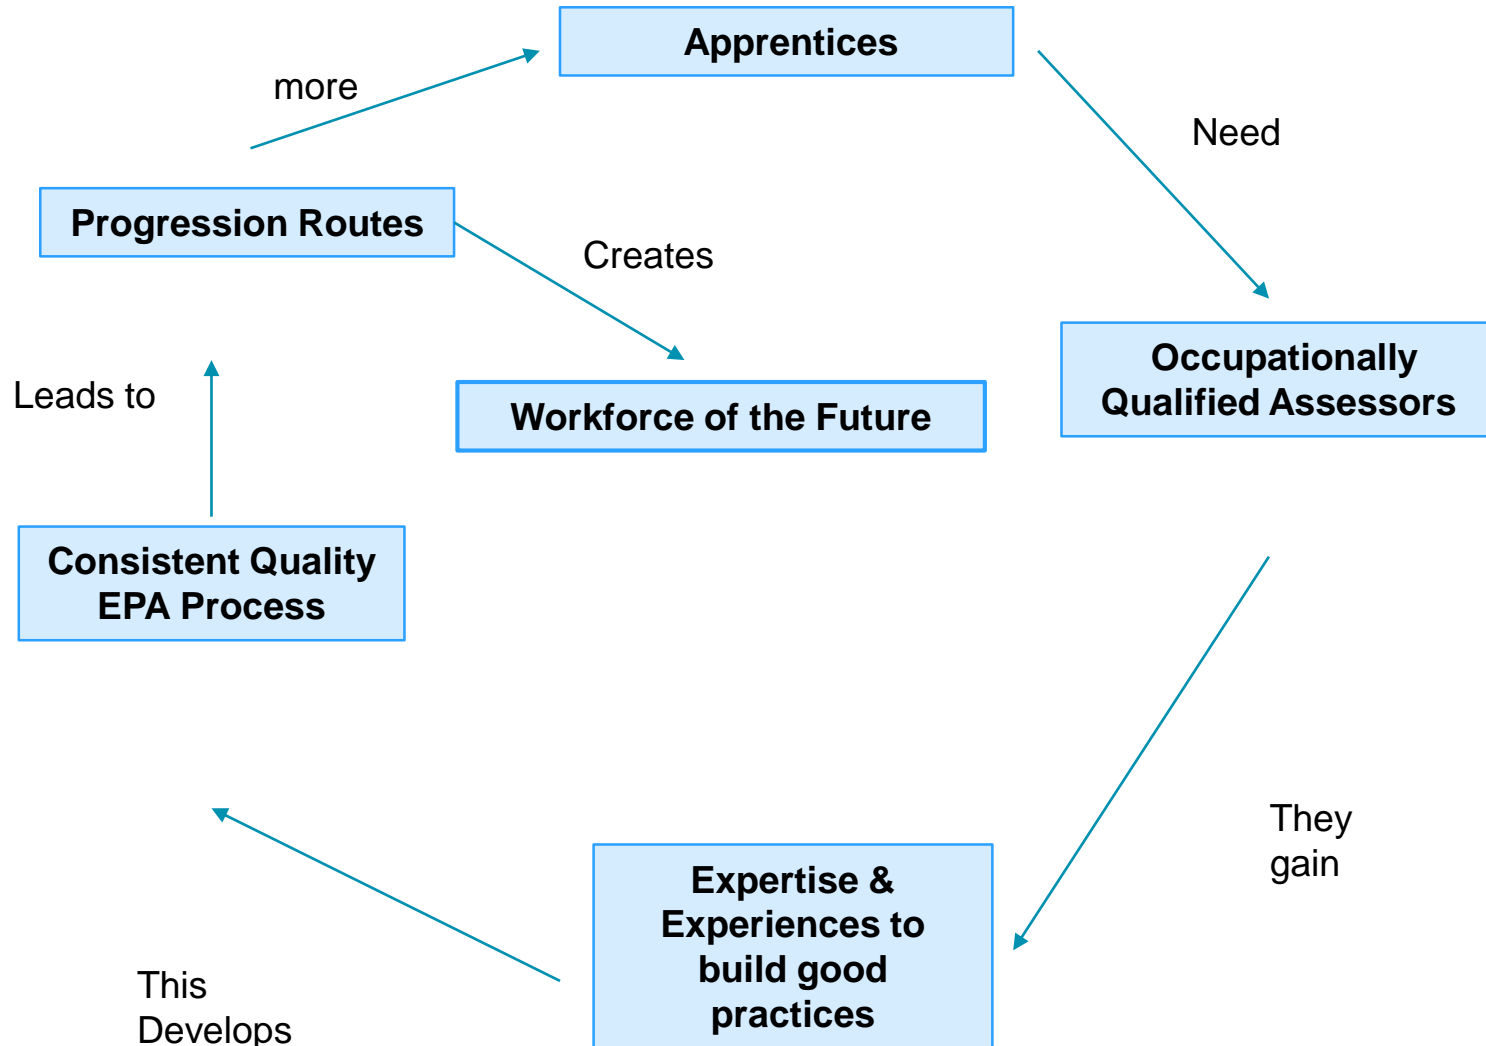 Apprentices
more
Need
Progression Routes
Creates
Occupationally
Qualified Assessors
Leads to
Workforce of the Future
Consistent Quality
EPA Process
They
gain
Expertise &
Experiences to
build good
practices
This
Develops